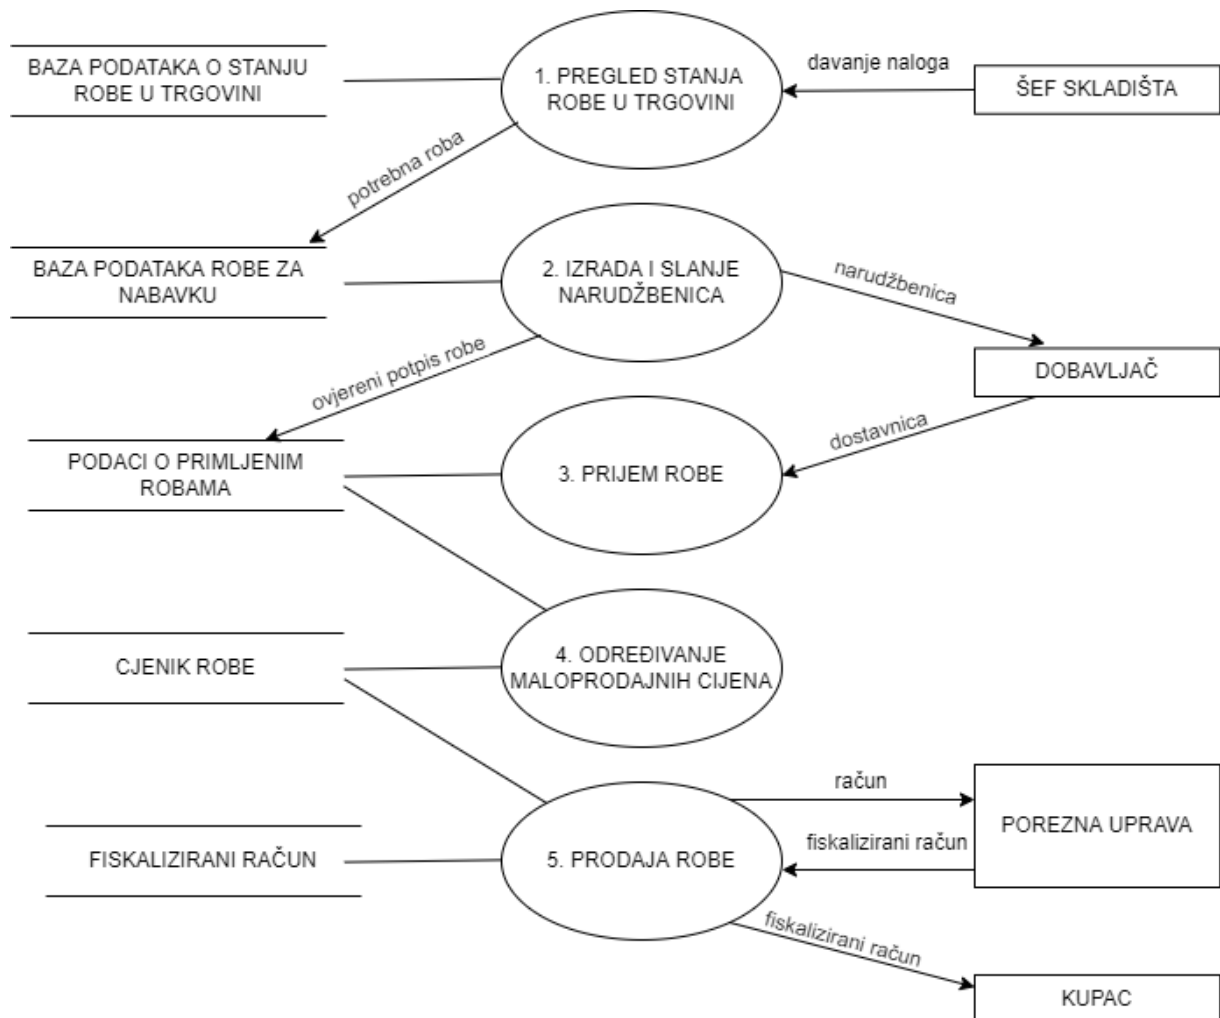 BAZA PODATAKA O STANJU
ROBE U TRGOVINI
1. PREGLED STANJA
ROBE U TRGOVINI
davanje naloga
ŠEF SKLADIŠTA
potrebna roba
BAZA PODATAKA ROBE ZA
NABAVKU
2. IZRADA I SLANJE
NARUDŽBENICA
narudžbenica
ovjereni potpis robe
DOBAVLJAČ
dostavnica
PODACI O PRIMLJENIM
ROBAMA
3. PRIJEM ROBE
CJENIK ROBE
4. ODREĐIVANJE
MALOPRODAJNIH CIJENA
račun
POREZNA UPRAVA
fiskalizirani račun
FISKALIZIRANI RAČUN
5. PRODAJA ROBE
fiskalizirani račun
KUPAC